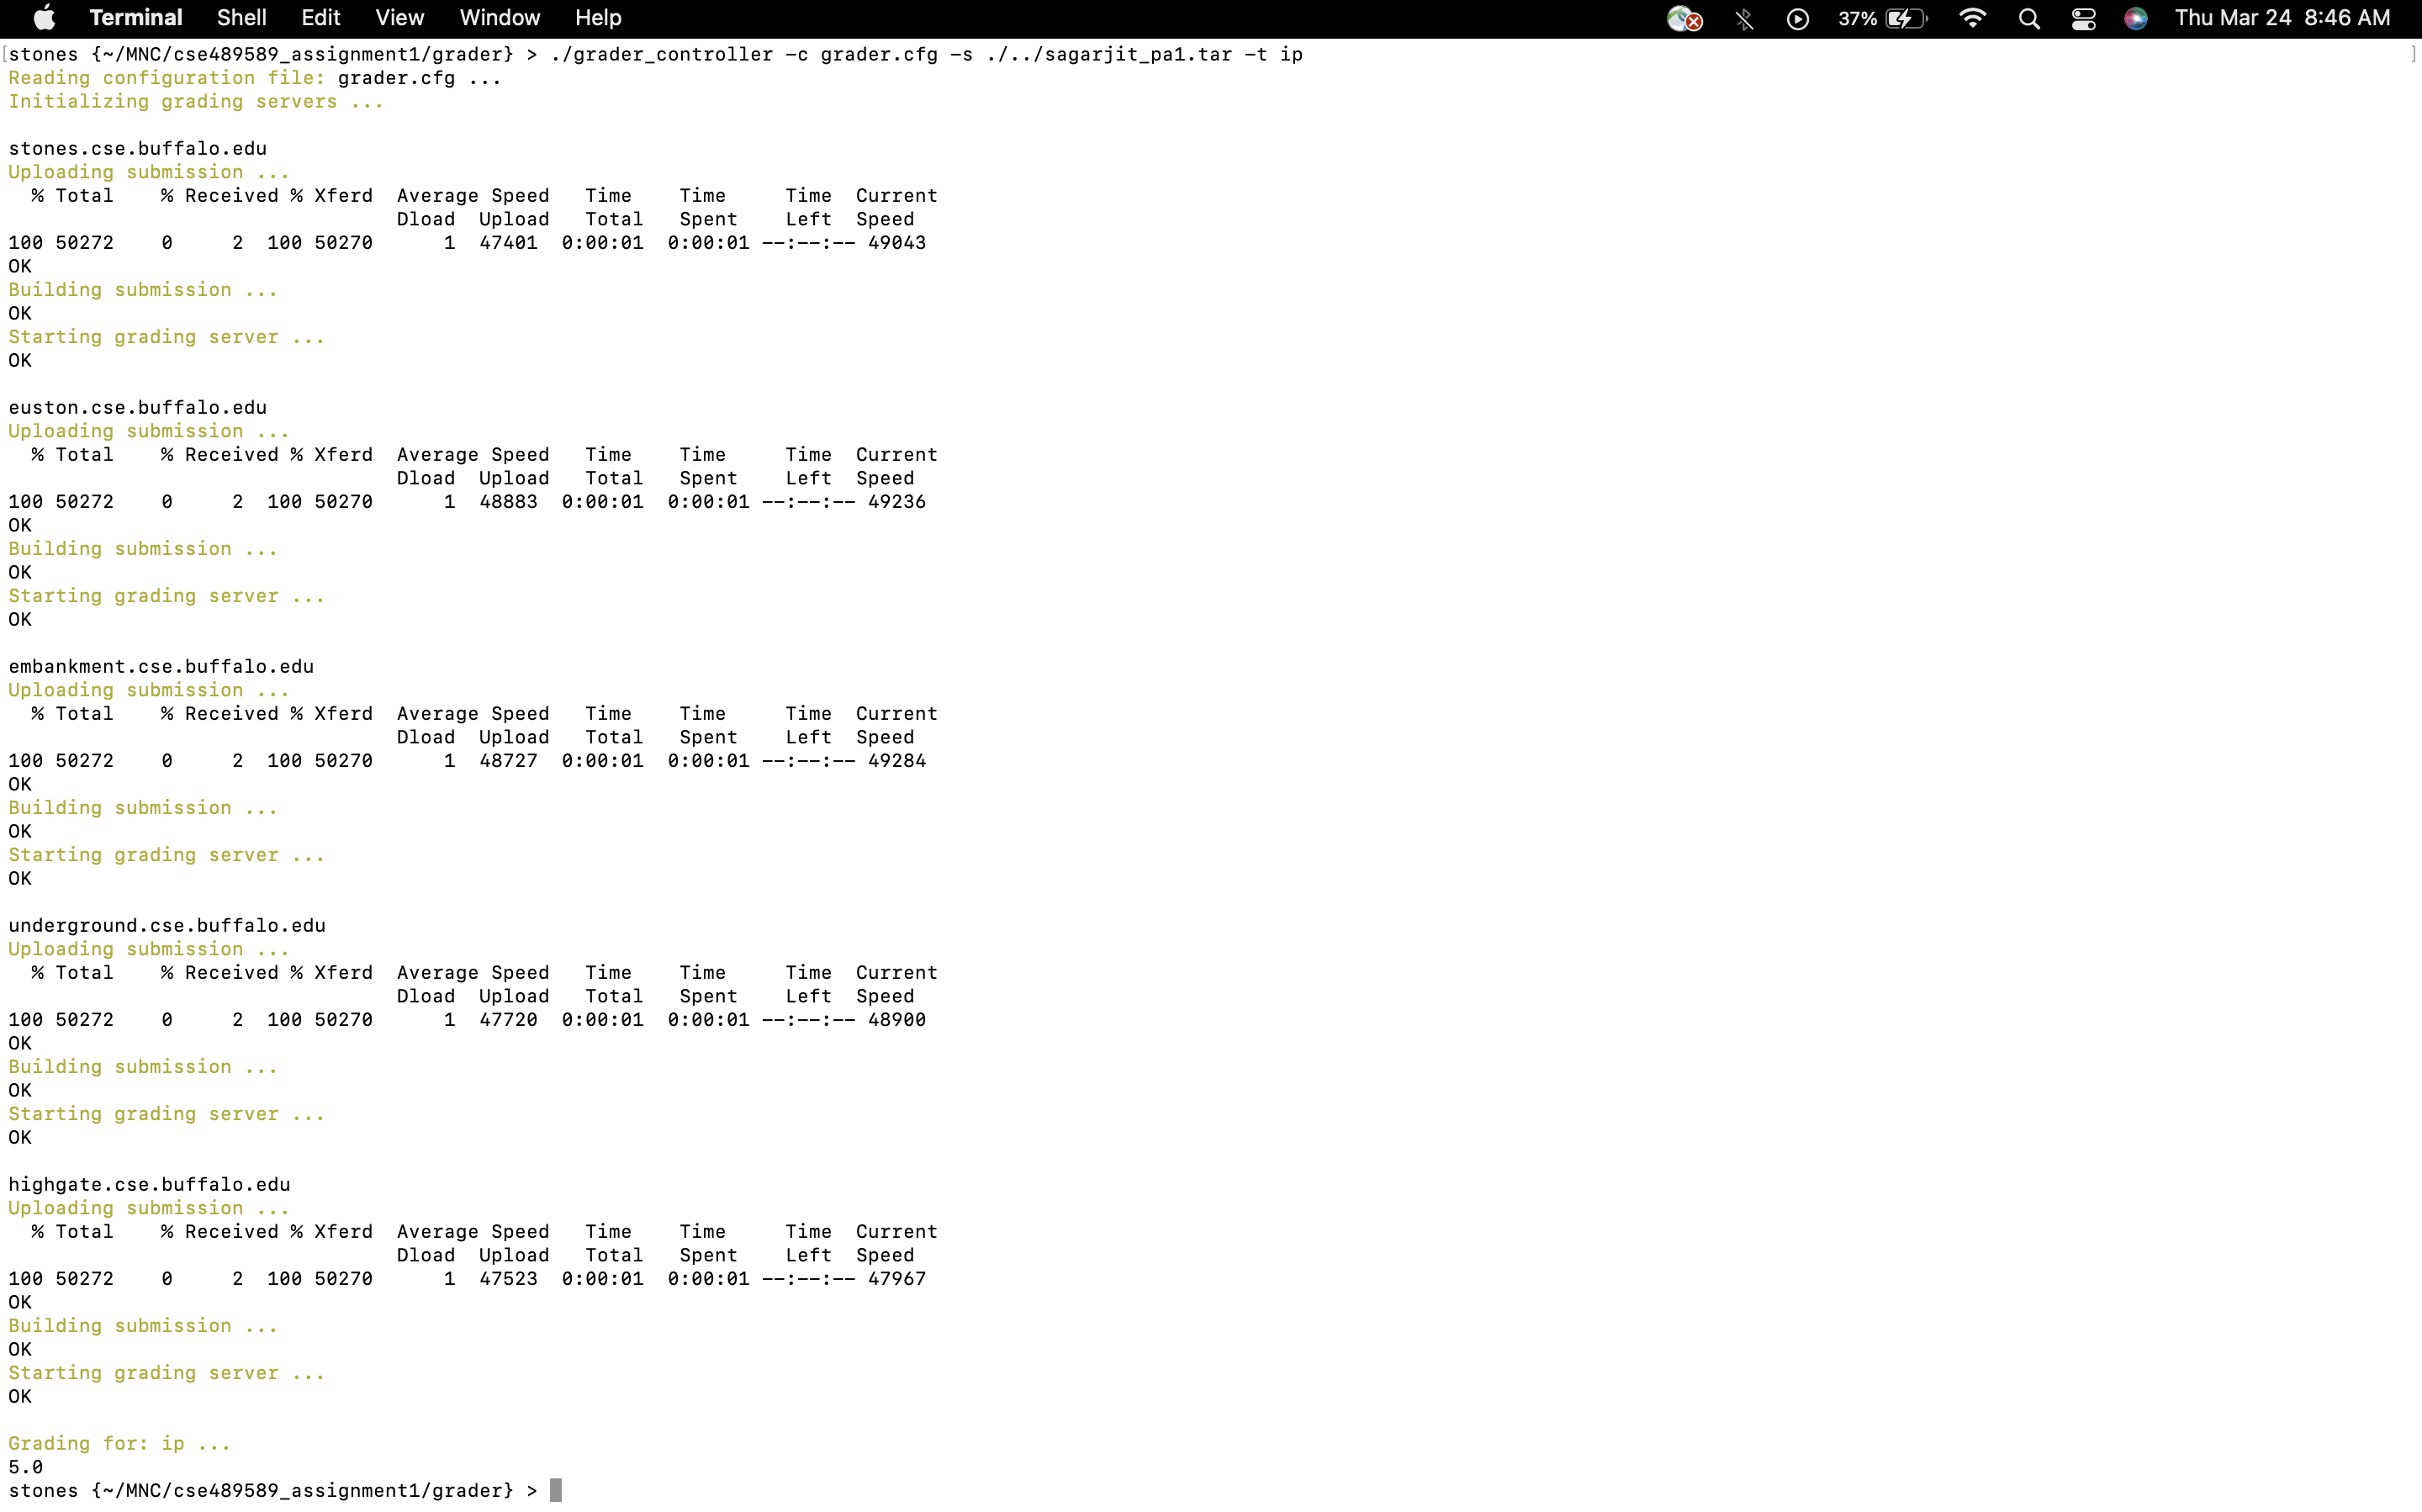 Terminal Shell Edit View Window Help 37% Thu Mar 24 8:46 AM
[stones {~/MNC/cse489589_assignment1/grader} > ./grader_controller -c grader.cfg -s ./../sagarjit_pa1.tar -t ip ]
Reading configuration file: grader.cfg ...
Initializing grading servers ...

stones.cse.buffalo.edu
Uploading submission ...
  % Total    % Received % Xferd  Average Speed   Time    Time     Time  Current
                                 Dload  Upload   Total   Spent    Left  Speed
100 50272    0     2  100 50270      1  47401  0:00:01  0:00:01 --:--:-- 49043
OK
Building submission ...
OK
Starting grading server ...
OK

euston.cse.buffalo.edu
Uploading submission ...
  % Total    % Received % Xferd  Average Speed   Time    Time     Time  Current
                                 Dload  Upload   Total   Spent    Left  Speed
100 50272    0     2  100 50270      1  48883  0:00:01  0:00:01 --:--:-- 49236
OK
Building submission ...
OK
Starting grading server ...
OK

embankment.cse.buffalo.edu
Uploading submission ...
  % Total    % Received % Xferd  Average Speed   Time    Time     Time  Current
                                 Dload  Upload   Total   Spent    Left  Speed
100 50272    0     2  100 50270      1  48727  0:00:01  0:00:01 --:--:-- 49284
OK
Building submission ...
OK
Starting grading server ...
OK

underground.cse.buffalo.edu
Uploading submission ...
  % Total    % Received % Xferd  Average Speed   Time    Time     Time  Current
                                 Dload  Upload   Total   Spent    Left  Speed
100 50272    0     2  100 50270      1  47720  0:00:01  0:00:01 --:--:-- 48900
OK
Building submission ...
OK
Starting grading server ...
OK

highgate.cse.buffalo.edu
Uploading submission ...
  % Total    % Received % Xferd  Average Speed   Time    Time     Time  Current
                                 Dload  Upload   Total   Spent    Left  Speed
100 50272    0     2  100 50270      1  47523  0:00:01  0:00:01 --:--:-- 47967
OK
Building submission ...
OK
Starting grading server ...
OK

Grading for: ip ...
5.0
stones {~/MNC/cse489589_assignment1/grader} >